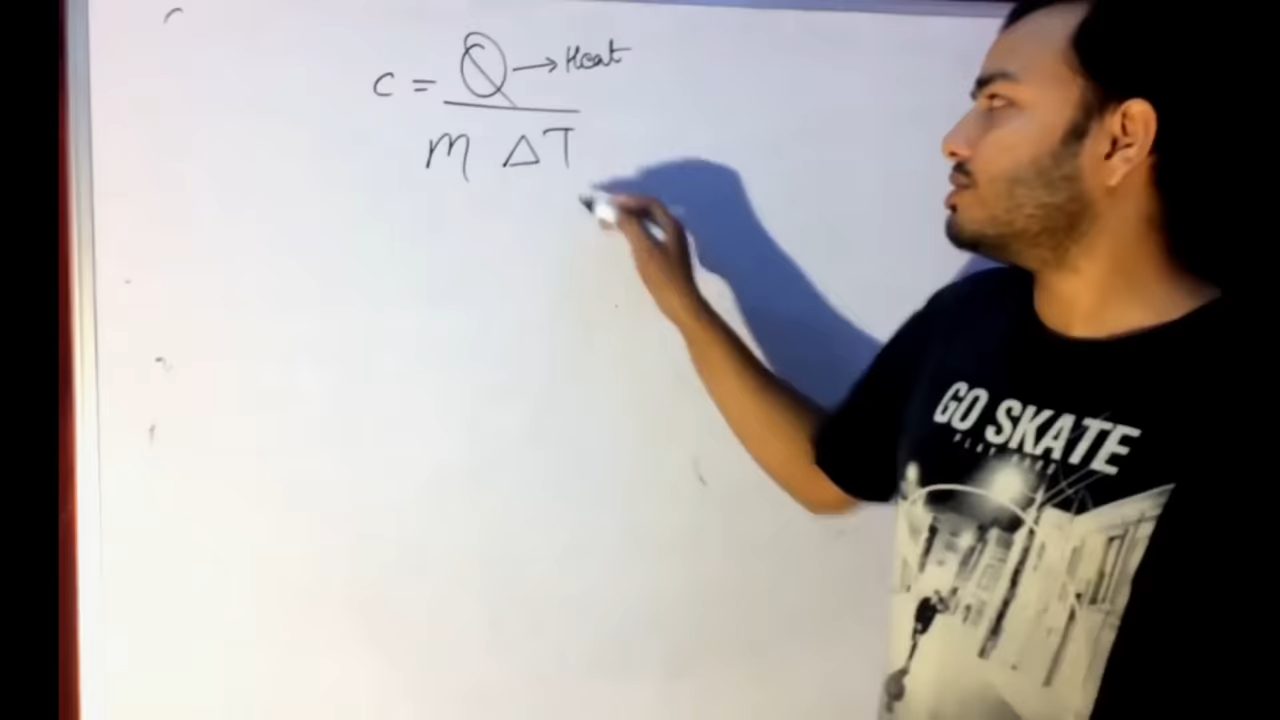 c = Q → Heat
m ΔT
GO SKATE